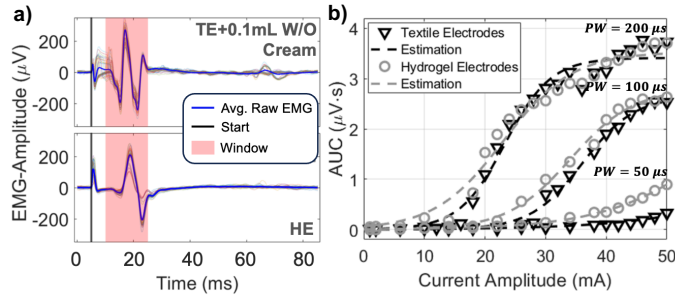 a)
TE+0.1mL W/O
Cream
200
0
-200
Avg. Raw EMG
Start
Window
200
0
-200
HE
EMG-Amplitude (μV)
0 20 40 60 80
Time (ms)
b)
4
3
2
1
0
AUC (μV·s)
Textile Electrodes
Estimation
Hydrogel Electrodes
Estimation
PW = 200 μs
PW = 100 μs
PW = 50 μs
0 10 20 30 40 50
Current Amplitude (mA)